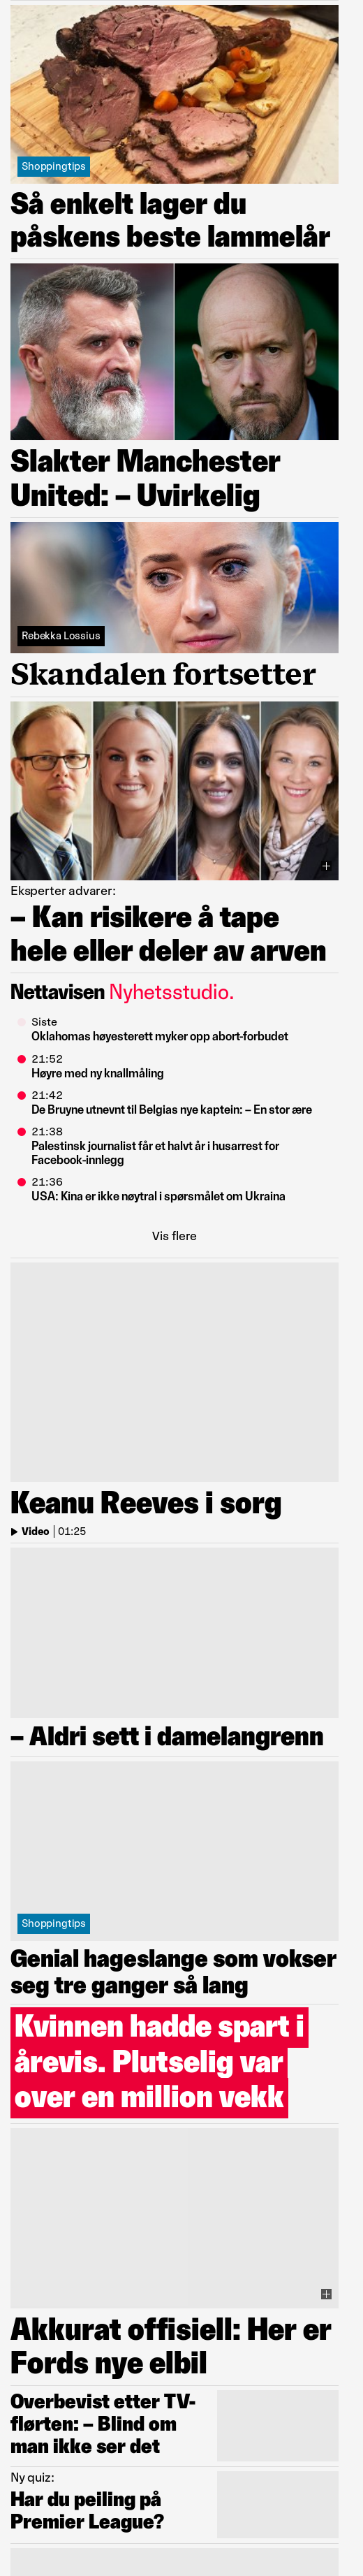 Shoppingtips
Så enkelt lager du
påskens beste lammelår
Slakter Manchester
United: – Uvirkelig
Rebekka Lossius
Skandalen fortsetter
Eksperter advarer:
– Kan risikere å tape
hele eller deler av arven
Nettavisen Nyhetsstudio.
Siste
Oklahomas høyesterett myker opp abort-forbudet
21:52
Høyre med ny knallmåling
21:42
De Bruyne utnevnt til Belgias nye kaptein: – En stor ære
21:38
Palestinsk journalist får et halvt år i husarrest for
Facebook-innlegg
21:36
USA: Kina er ikke nøytral i spørsmålet om Ukraina
Vis flere
Keanu Reeves i sorg
Video | 01:25
– Aldri sett i damelangrenn
Shoppingtips
Genial hageslange som vokser
seg tre ganger så lang
Kvinnen hadde spart i
årevis. Plutselig var
over en million vekk
Akkurat offisiell: Her er
Fords nye elbil
Overbevist etter TV-
flørten: – Blind om
man ikke ser det
Ny quiz:
Har du peiling på
Premier League?